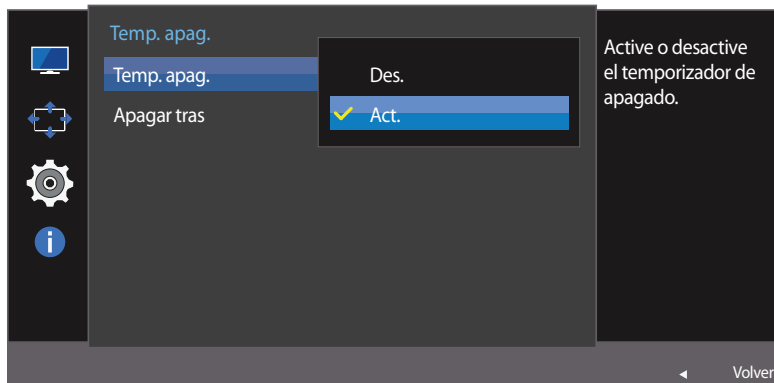 Temp. apag.
Temp. apag.
Des.
Act.
Apagar tras
Active o desactive
el temporizador de
apagado.
Volver